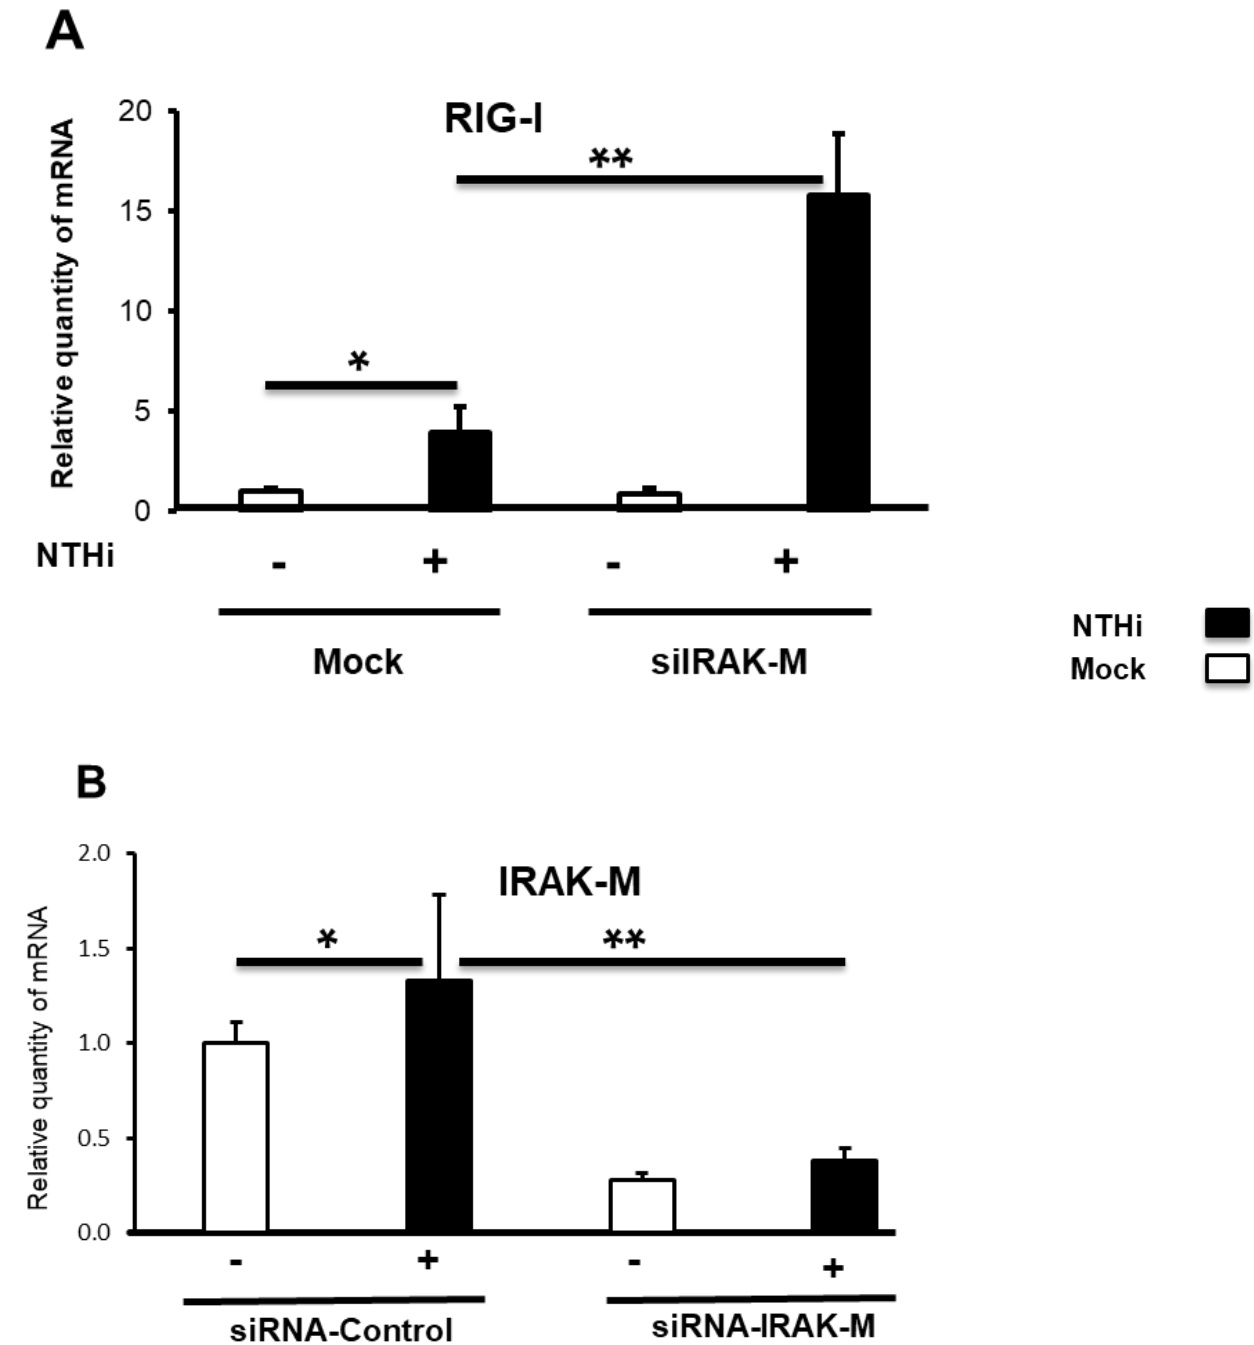 A
RIG-I
Relative quantity of mRNA
20
15
10
5
0
**
*
NTHi - + - +
Mock siIRAK-M
NTHi
Mock
B
IRAK-M
Relative quantity of mRNA
2.0
1.5
1.0
0.5
0.0
* **
- + - +
siRNA-Control siRNA-IRAK-M